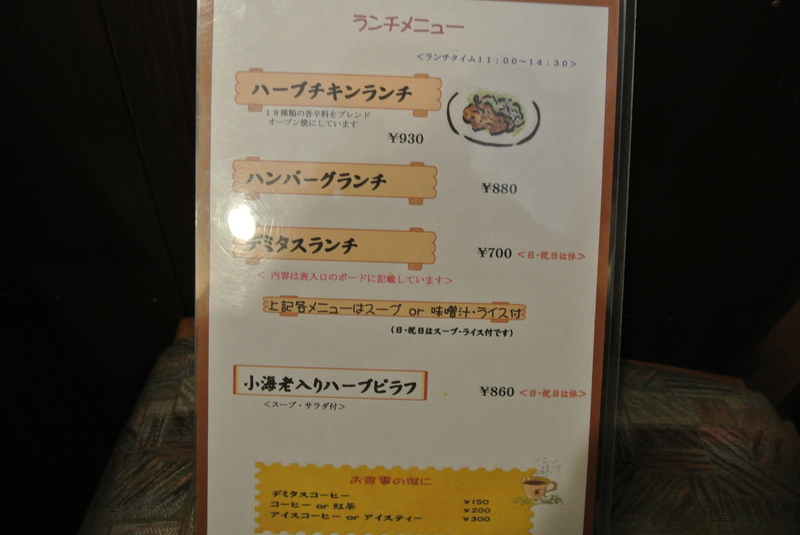 ランチメニュー
＜ランチタイム１１：００～１４：３０＞
ハーブチキンランチ
１８種類の香辛料をブレンド
オーブン焼にしています
￥930
ハンバーグランチ ￥880
デミタスランチ ￥700 ＜日・祝日は休＞
＜ 内容は表入口のボードに記載しています＞
上記各メニューはスープ or 味噌汁・ライス付
（日・祝日はスープ・ライス付です）
小海老入りハーブピラフ ￥860 ＜日・祝日は休＞
＜スープ・サラダ付＞
お食事の後に
デミタスコーヒー ￥150
コーヒー or 紅茶 ￥200
アイスコーヒー or アイスティー ￥300